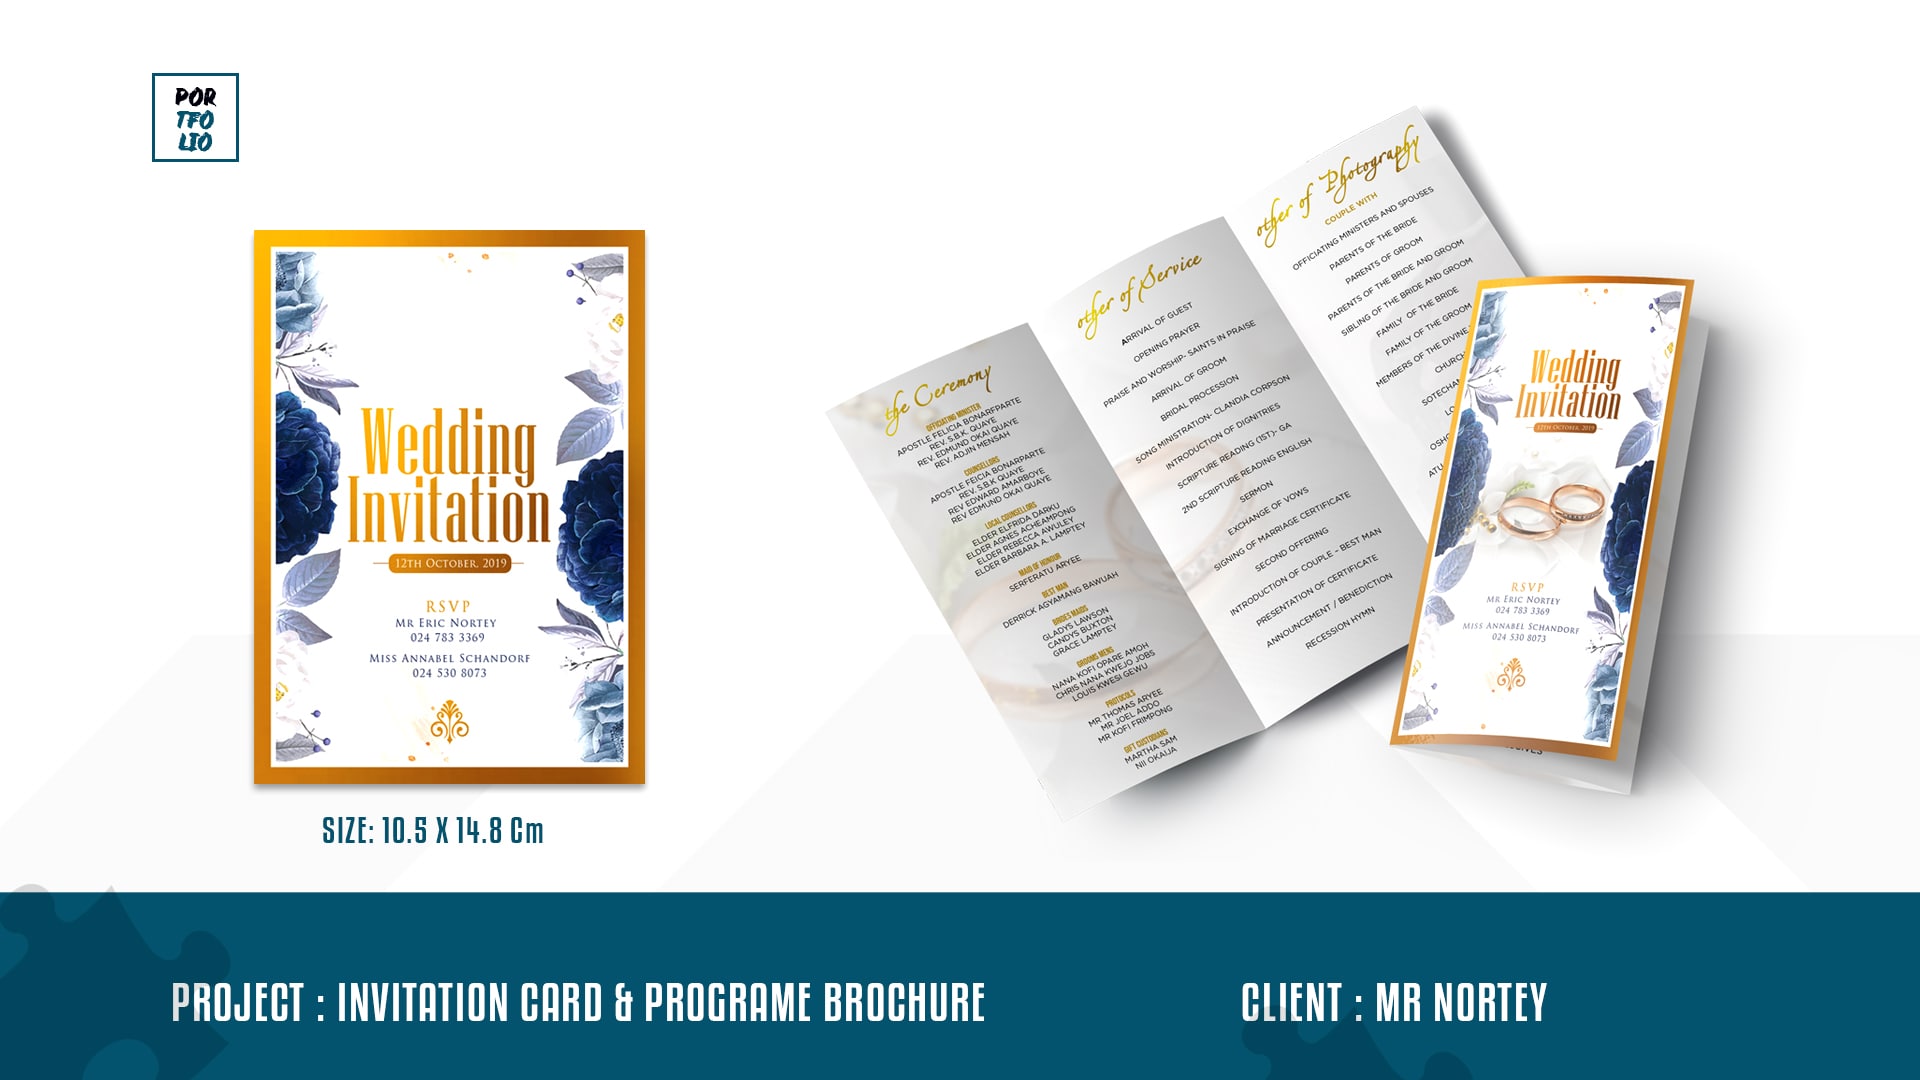 POR
TFO
LIO
Wedding
Invitation
12TH OCTOBER, 2019
RSVP
MR ERIC NORTEY
024 783 3369
MISS ANNABEL SCHANDORF
024 530 8073
SIZE: 10.5 X 14.8 Cm
the Ceremony
OFFICIATING MINISTER
APOSTLE FELICIA BONARFPARTE
REV. S.B.K. QUAYE
REV. EDMUND OKAI QUAYE
REV. ADJIN MENSAH
COUNSELLORS
APOSTLE FEICIA BONARPARTE
REV. S.B.K QUAYE
REV EDWARD AMARBOYE
REV EDMUND OKAI QUAYE
LOCAL COUNSELLORS
ELDER ELFRIDA DARKU
ELDER AGNES ACHEAMPONG
ELDER REBECCA AWULEY
ELDER BARBARA A. LAMPTEY
MAID OF HONOUR
SERFERATU ARYEE
BEST MAN
DERRICK AGYAMANG BAWUAH
BRIDES MAIDS
GLADYS LAWSON
CANDYS BUXTON
GRACE LAMPTEY
GROOMS MENS
NANA KOFI OPARE AMOH
CHRIS NANA KWEJO JOBS
LOUIS KWESI GEWU
PROTOCOLS
MR THOMAS ARYEE
MR JOEL ADDO
MR KOFI FRIMPONG
GIFT CUSTODIANS
MARTHA SAM
NII OKAIJA
other of Service
ARRIVAL OF GUEST
OPENING PRAYER
PRAISE AND WORSHIP- SAINTS IN PRAISE
ARRIVAL OF GROOM
BRIDAL PROCESSION
SONG MINISTRATION- CLANDIA CORPSON
INTRODUCTION OF DIGNITRIES
SCRIPTURE READING (1ST)- GA
2ND SCRIPTURE READING ENGLISH
SERMON
EXCHANGE OF VOWS
SIGNING OF MARRIAGE CERTIFICATE
SECOND OFFERING
INTRODUCTION OF COUPLE – BEST MAN
PRESENTATION OF CERTIFICATE
ANNOUNCEMENT / BENEDICTION
RECESSION HYMN
other of Photography
COUPLE WITH
OFFICIATING MINISTERS AND SPOUSES
PARENTS OF THE BRIDE
PARENTS OF GROOM
PARENTS OF THE BRIDE AND GROOM
SIBLING OF THE BRIDE AND GROOM
FAMILY OF THE BRIDE
FAMILY OF THE GROOM
MEMBERS OF THE DIVINE
CHURCH
Wedding
Invitation
12TH OCTOBER, 2019
RSVP
MR ERIC NORTEY
024 783 3369
MISS ANNABEL SCHANDORF
024 530 8073
PROJECT : INVITATION CARD & PROGRAME BROCHURE
CLIENT : MR NORTEY